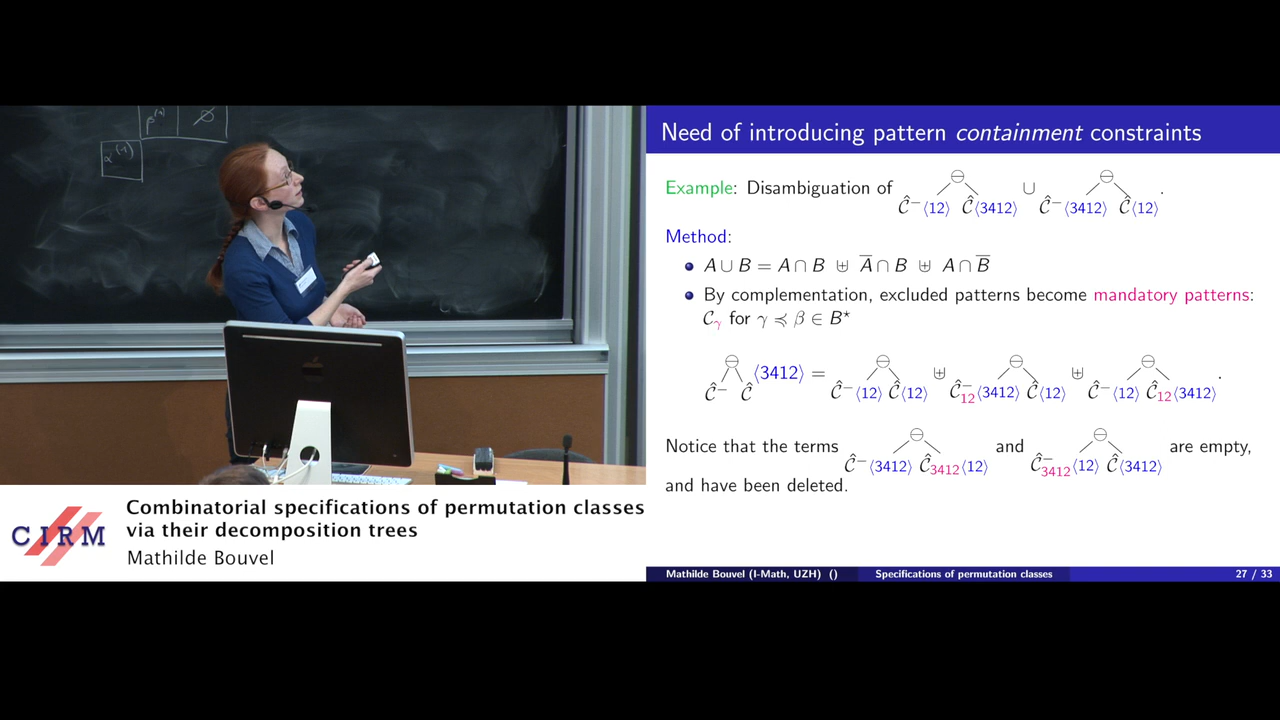 β⁽⁻¹⁾ ∅
α⁽⁻¹⁾
Need of introducing pattern containment constraints
Example: Disambiguation of ⊖ Ĉ⁻⟨12⟩ Ĉ⟨3412⟩ ∪ ⊖ Ĉ⁻⟨3412⟩ Ĉ⟨12⟩ .
Method:
A ∪ B = A ∩ B ⊎ A̅ ∩ B ⊎ A ∩ B̅
By complementation, excluded patterns become mandatory patterns:
C_γ for γ ≼ β ∈ B⋆
⊖ Ĉ⁻ Ĉ ⟨3412⟩ = ⊖ Ĉ⁻⟨12⟩ Ĉ⟨12⟩ ⊎ ⊖ Ĉ⁻₁₂⟨3412⟩ Ĉ⟨12⟩ ⊎ ⊖ Ĉ⁻⟨12⟩ Ĉ₁₂⟨3412⟩ .
Notice that the terms ⊖ Ĉ⁻⟨3412⟩ Ĉ₃₄₁₂⟨12⟩ and ⊖ Ĉ⁻₃₄₁₂⟨12⟩ Ĉ⟨3412⟩ are empty,
and have been deleted.
CIRM
Combinatorial specifications of permutation classes
via their decomposition trees
Mathilde Bouvel
Mathilde Bouvel (I-Math, UZH) () Specifications of permutation classes 27 / 33